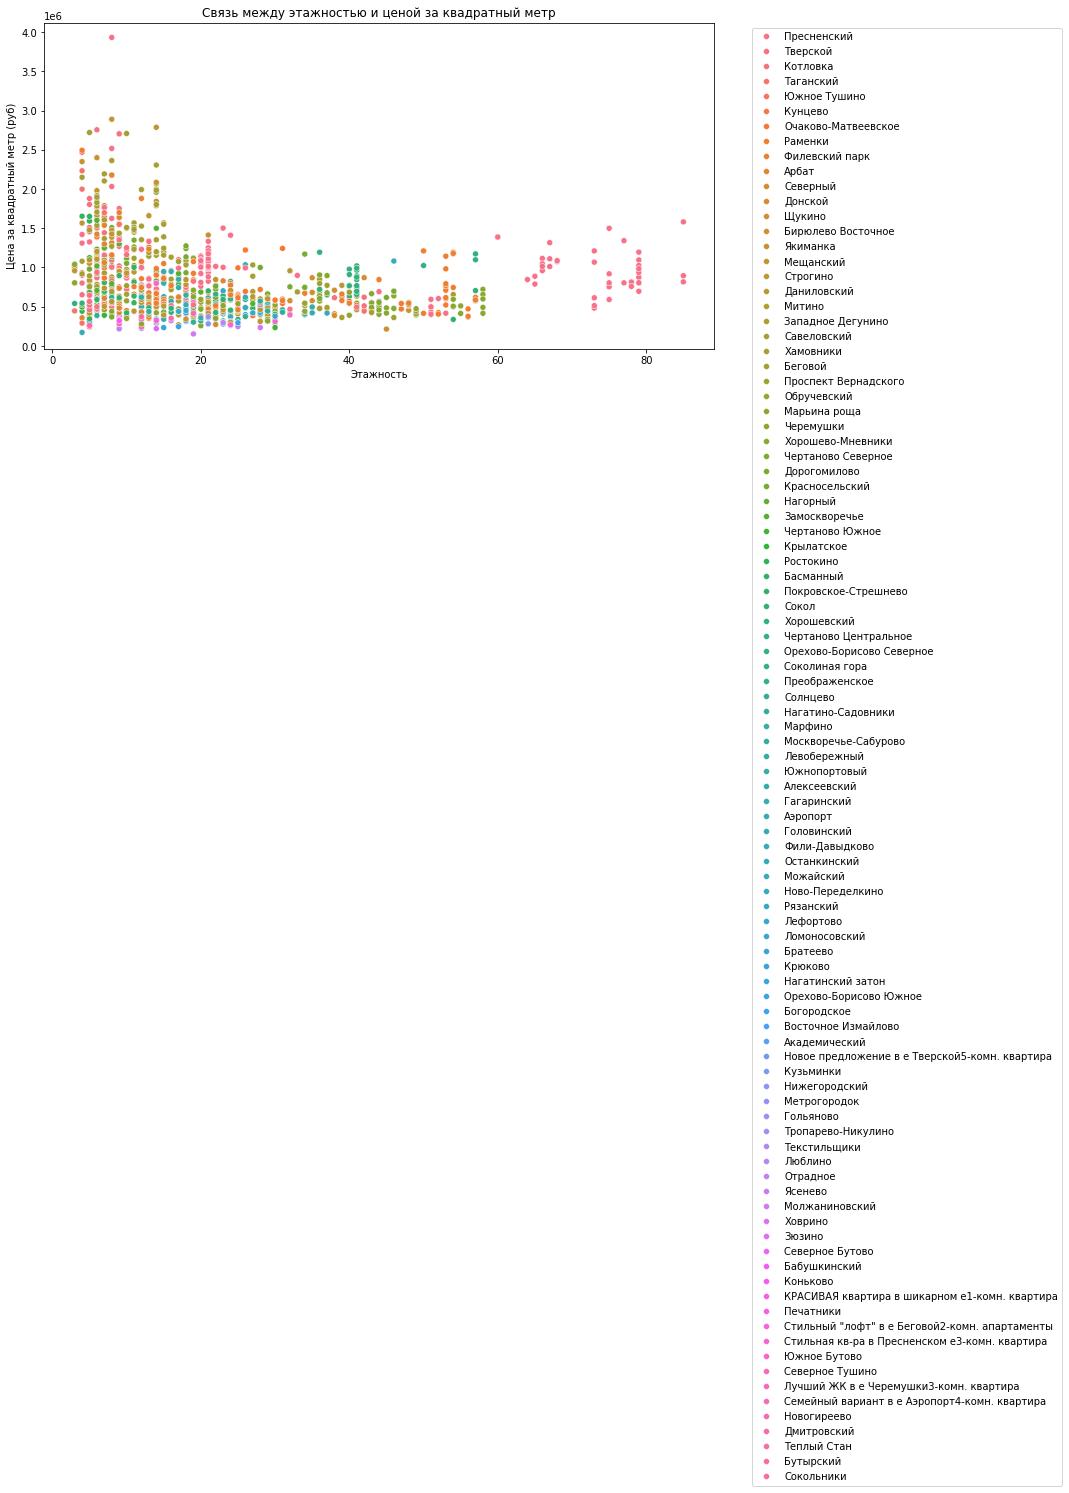 Связь между этажностью и ценой за квадратный метр
1e6
4.0
3.5
3.0
2.5
2.0
1.5
1.0
0.5
0.0
Цена за квадратный метр (руб)
0 20 40 60 80
Этажность
Пресненский
Тверской
Котловка
Таганский
Южное Тушино
Кунцево
Очаково-Матвеевское
Раменки
Филевский парк
Арбат
Северный
Донской
Щукино
Бирюлево Восточное
Якиманка
Мещанский
Строгино
Даниловский
Митино
Западное Дегунино
Савеловский
Хамовники
Беговой
Проспект Вернадского
Обручевский
Марьина роща
Черемушки
Хорошево-Мневники
Чертаново Северное
Дорогомилово
Красносельский
Нагорный
Замоскворечье
Чертаново Южное
Крылатское
Ростокино
Басманный
Покровское-Стрешнево
Сокол
Хорошевский
Чертаново Центральное
Орехово-Борисово Северное
Соколиная гора
Преображенское
Солнцево
Нагатино-Садовники
Марфино
Москворечье-Сабурово
Левобережный
Южнопортовый
Алексеевский
Гагаринский
Аэропорт
Головинский
Фили-Давыдково
Останкинский
Можайский
Ново-Переделкино
Рязанский
Лефортово
Ломоносовский
Братеево
Крюково
Нагатинский затон
Орехово-Борисово Южное
Богородское
Восточное Измайлово
Академический
Новое предложение в е Тверской5-комн. квартира
Кузьминки
Нижегородский
Метрогородок
Гольяново
Тропарево-Никулино
Текстильщики
Люблино
Отрадное
Ясенево
Молжаниновский
Ховрино
Зюзино
Северное Бутово
Бабушкинский
Коньково
КРАСИВАЯ квартира в шикарном е1-комн. квартира
Печатники
Стильный "лофт" в е Беговой2-комн. апартаменты
Стильная кв-ра в Пресненском е3-комн. квартира
Южное Бутово
Северное Тушино
Лучший ЖК в е Черемушки3-комн. квартира
Семейный вариант в е Аэропорт4-комн. квартира
Новогиреево
Дмитровский
Теплый Стан
Бутырский
Сокольники